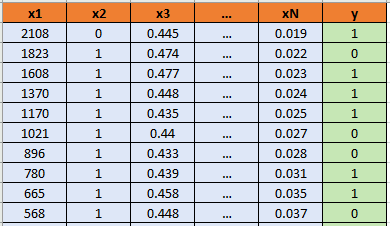 x1 x2 x3 ... xN y
2108 0 0.445 ... 0.019 1
1823 1 0.474 ... 0.022 0
1608 1 0.477 ... 0.023 1
1370 1 0.448 ... 0.024 1
1170 1 0.435 ... 0.025 1
1021 1 0.44 ... 0.027 0
896 1 0.433 ... 0.028 0
780 1 0.439 ... 0.031 1
665 1 0.458 ... 0.035 1
568 1 0.448 ... 0.037 0